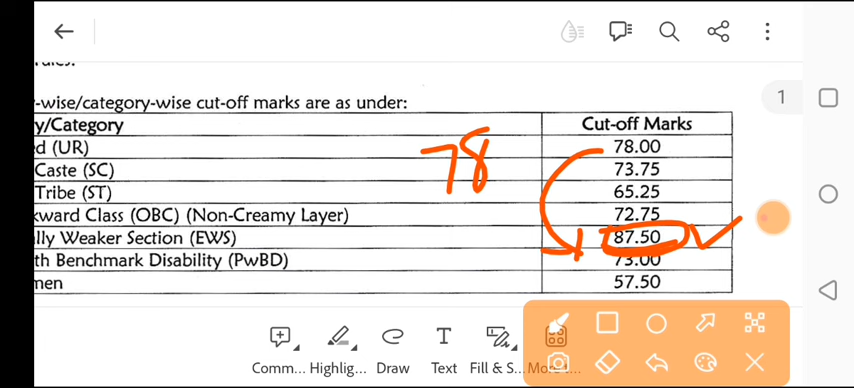 1
-wise/category-wise cut-off marks are as under:
y/Category Cut-off Marks
d (UR) 78.00
Caste (SC) 73.75
Tribe (ST) 65.25
kward Class (OBC) (Non-Creamy Layer) 72.75
lly Weaker Section (EWS) 87.50
th Benchmark Disability (PwBD) 73.00
men 57.50
78
Comm... Highlig... Draw Text Fill & S... More